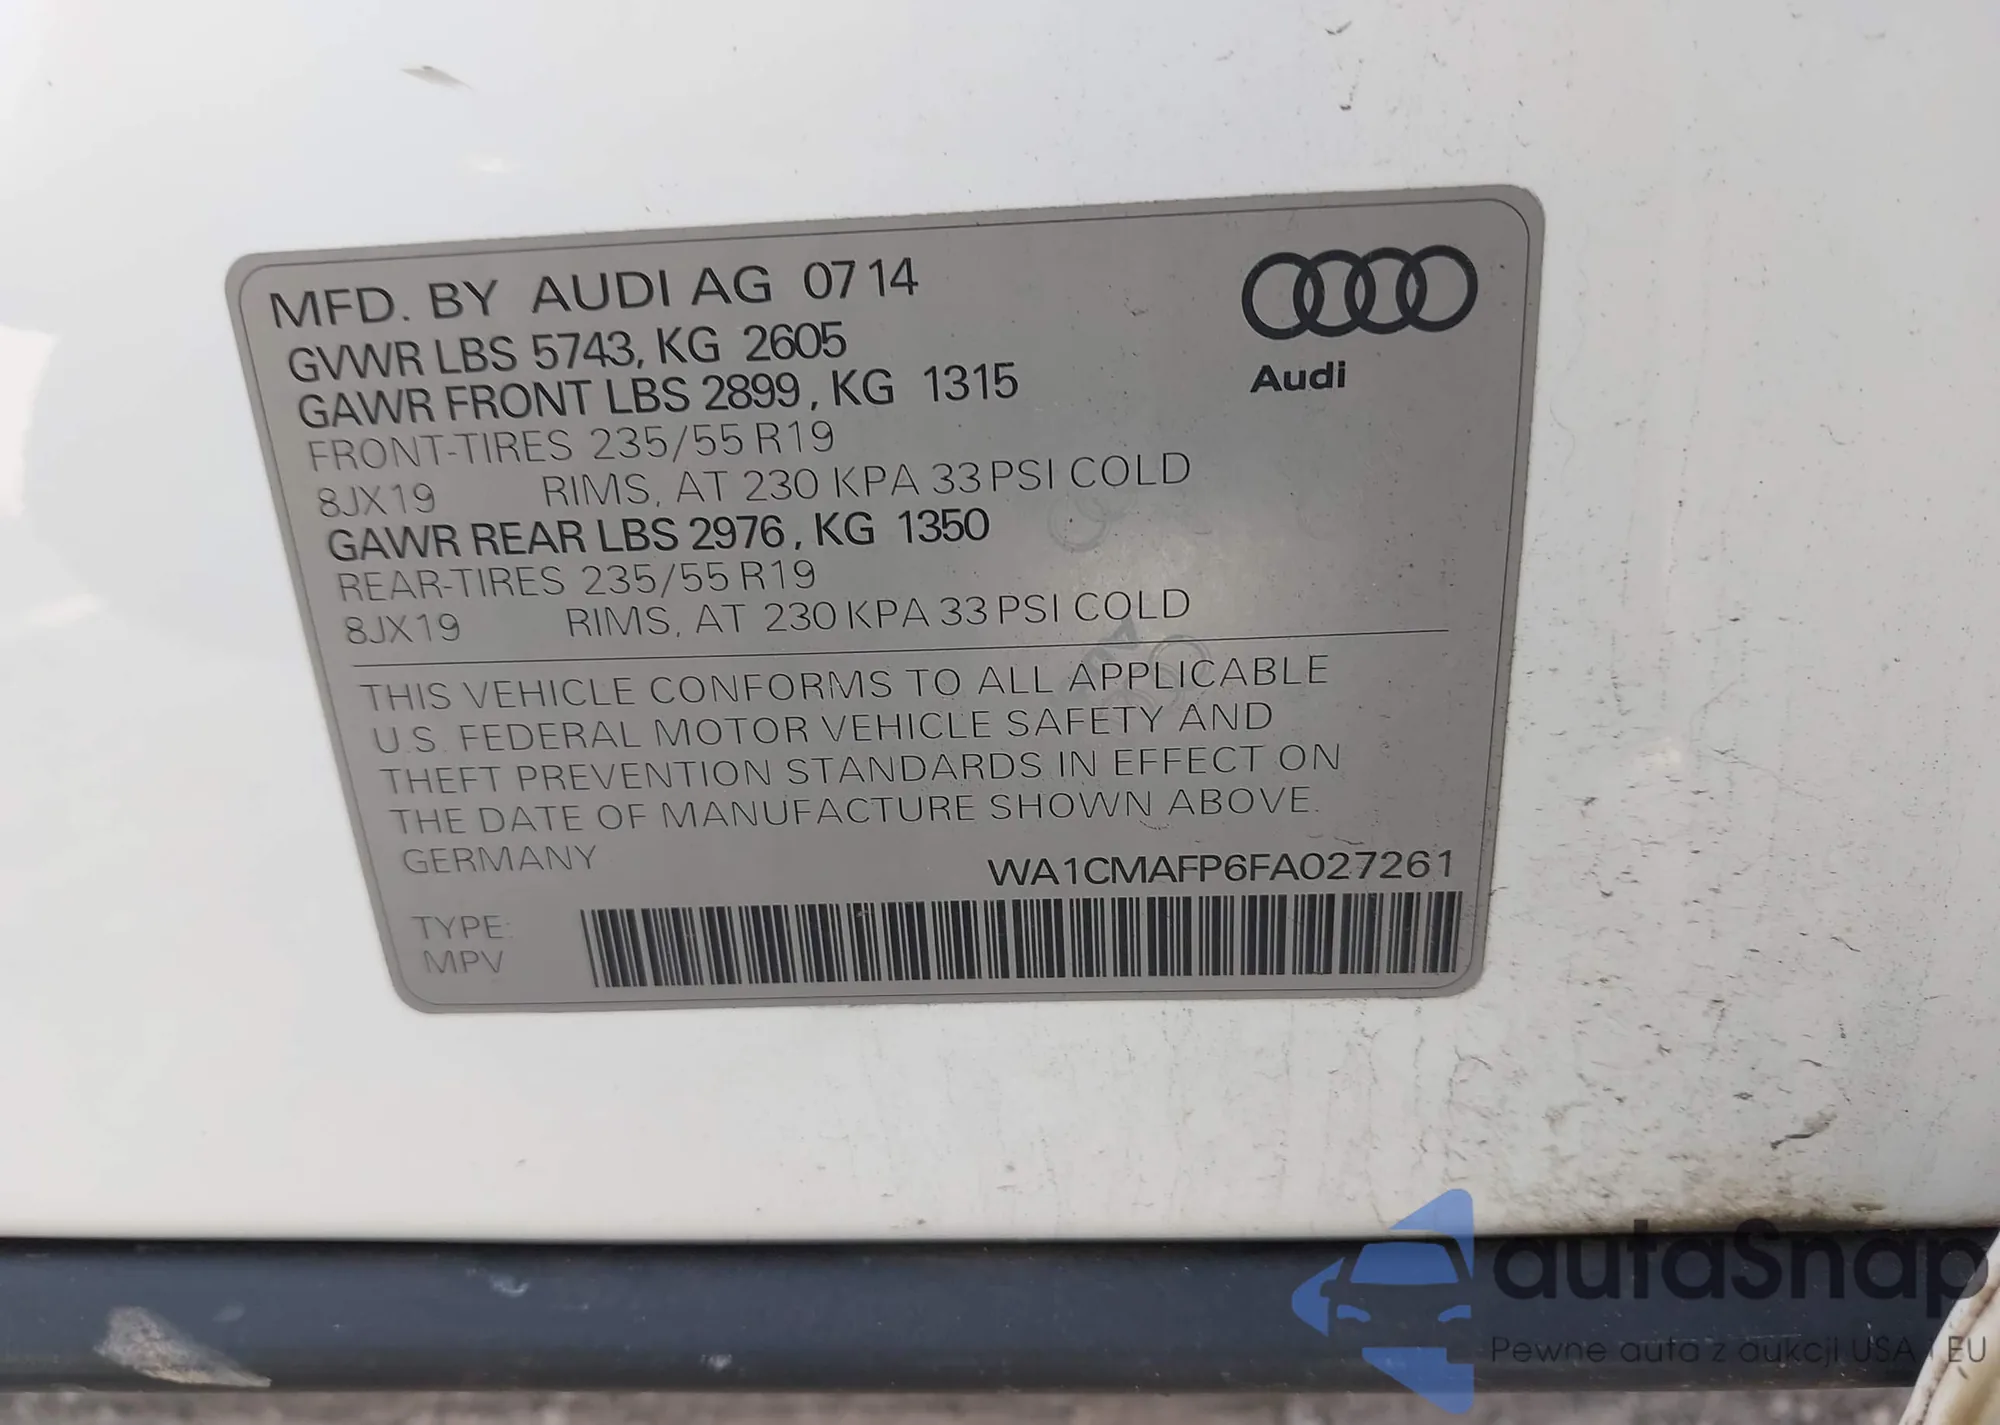 MFD. BY AUDI AG 07 14
GVWR LBS 5743, KG 2605
GAWR FRONT LBS 2899, KG 1315
FRONT-TIRES 235/55 R19
8JX19 RIMS, AT 230 KPA 33 PSI COLD
GAWR REAR LBS 2976, KG 1350
REAR-TIRES 235/55 R19
8JX19 RIMS, AT 230 KPA 33 PSI COLD
Audi
THIS VEHICLE CONFORMS TO ALL APPLICABLE
U.S. FEDERAL MOTOR VEHICLE SAFETY AND
THEFT PREVENTION STANDARDS IN EFFECT ON
THE DATE OF MANUFACTURE SHOWN ABOVE.
GERMANY WA1CMAFP6FA027261
TYPE:
MPV
autaSnap
Pewne auta z aukcji USA i EU